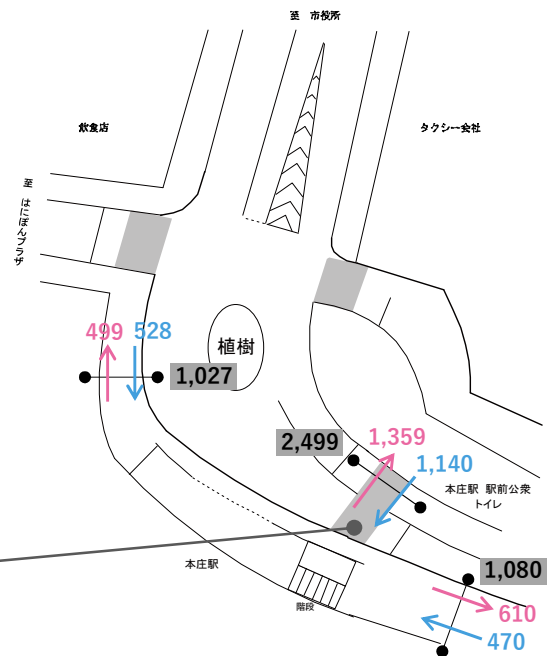 至　市役所
飲食店
タクシー会社
至　はにぽんプラザ
499
528
植樹
1,027
2,499
1,359
1,140
本庄駅 駅前公衆
トイレ
本庄駅
1,080
階段
610
470